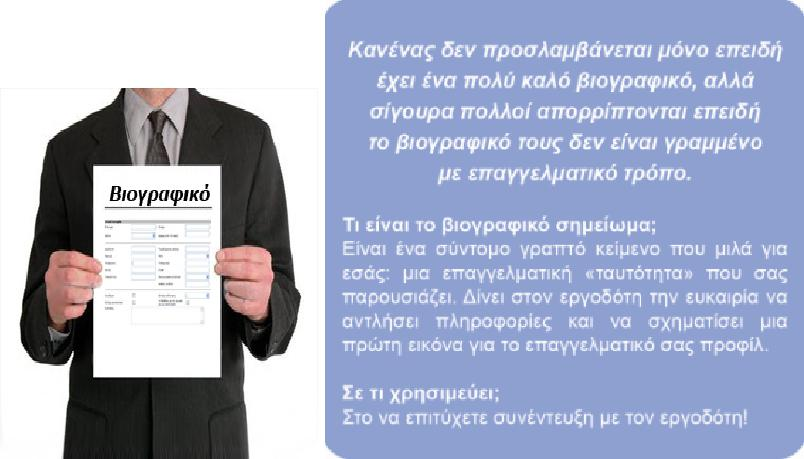 Βιογραφικό
Κανένας δεν προσλαμβάνεται μόνο επειδή
έχει ένα πολύ καλό βιογραφικό, αλλά
σίγουρα πολλοί απορρίπτονται επειδή
το βιογραφικό τους δεν είναι γραμμένο
με επαγγελματικό τρόπο.
Τι είναι το βιογραφικό σημείωμα;
Είναι ένα σύντομο γραπτό κείμενο που μιλά για
εσάς: μια επαγγελματική «ταυτότητα» που σας
παρουσιάζει. Δίνει στον εργοδότη την ευκαιρία να
αντλήσει πληροφορίες και να σχηματίσει μια
πρώτη εικόνα για το επαγγελματικό σας προφίλ.
Σε τι χρησιμεύει;
Στο να επιτύχετε συνέντευξη με τον εργοδότη!